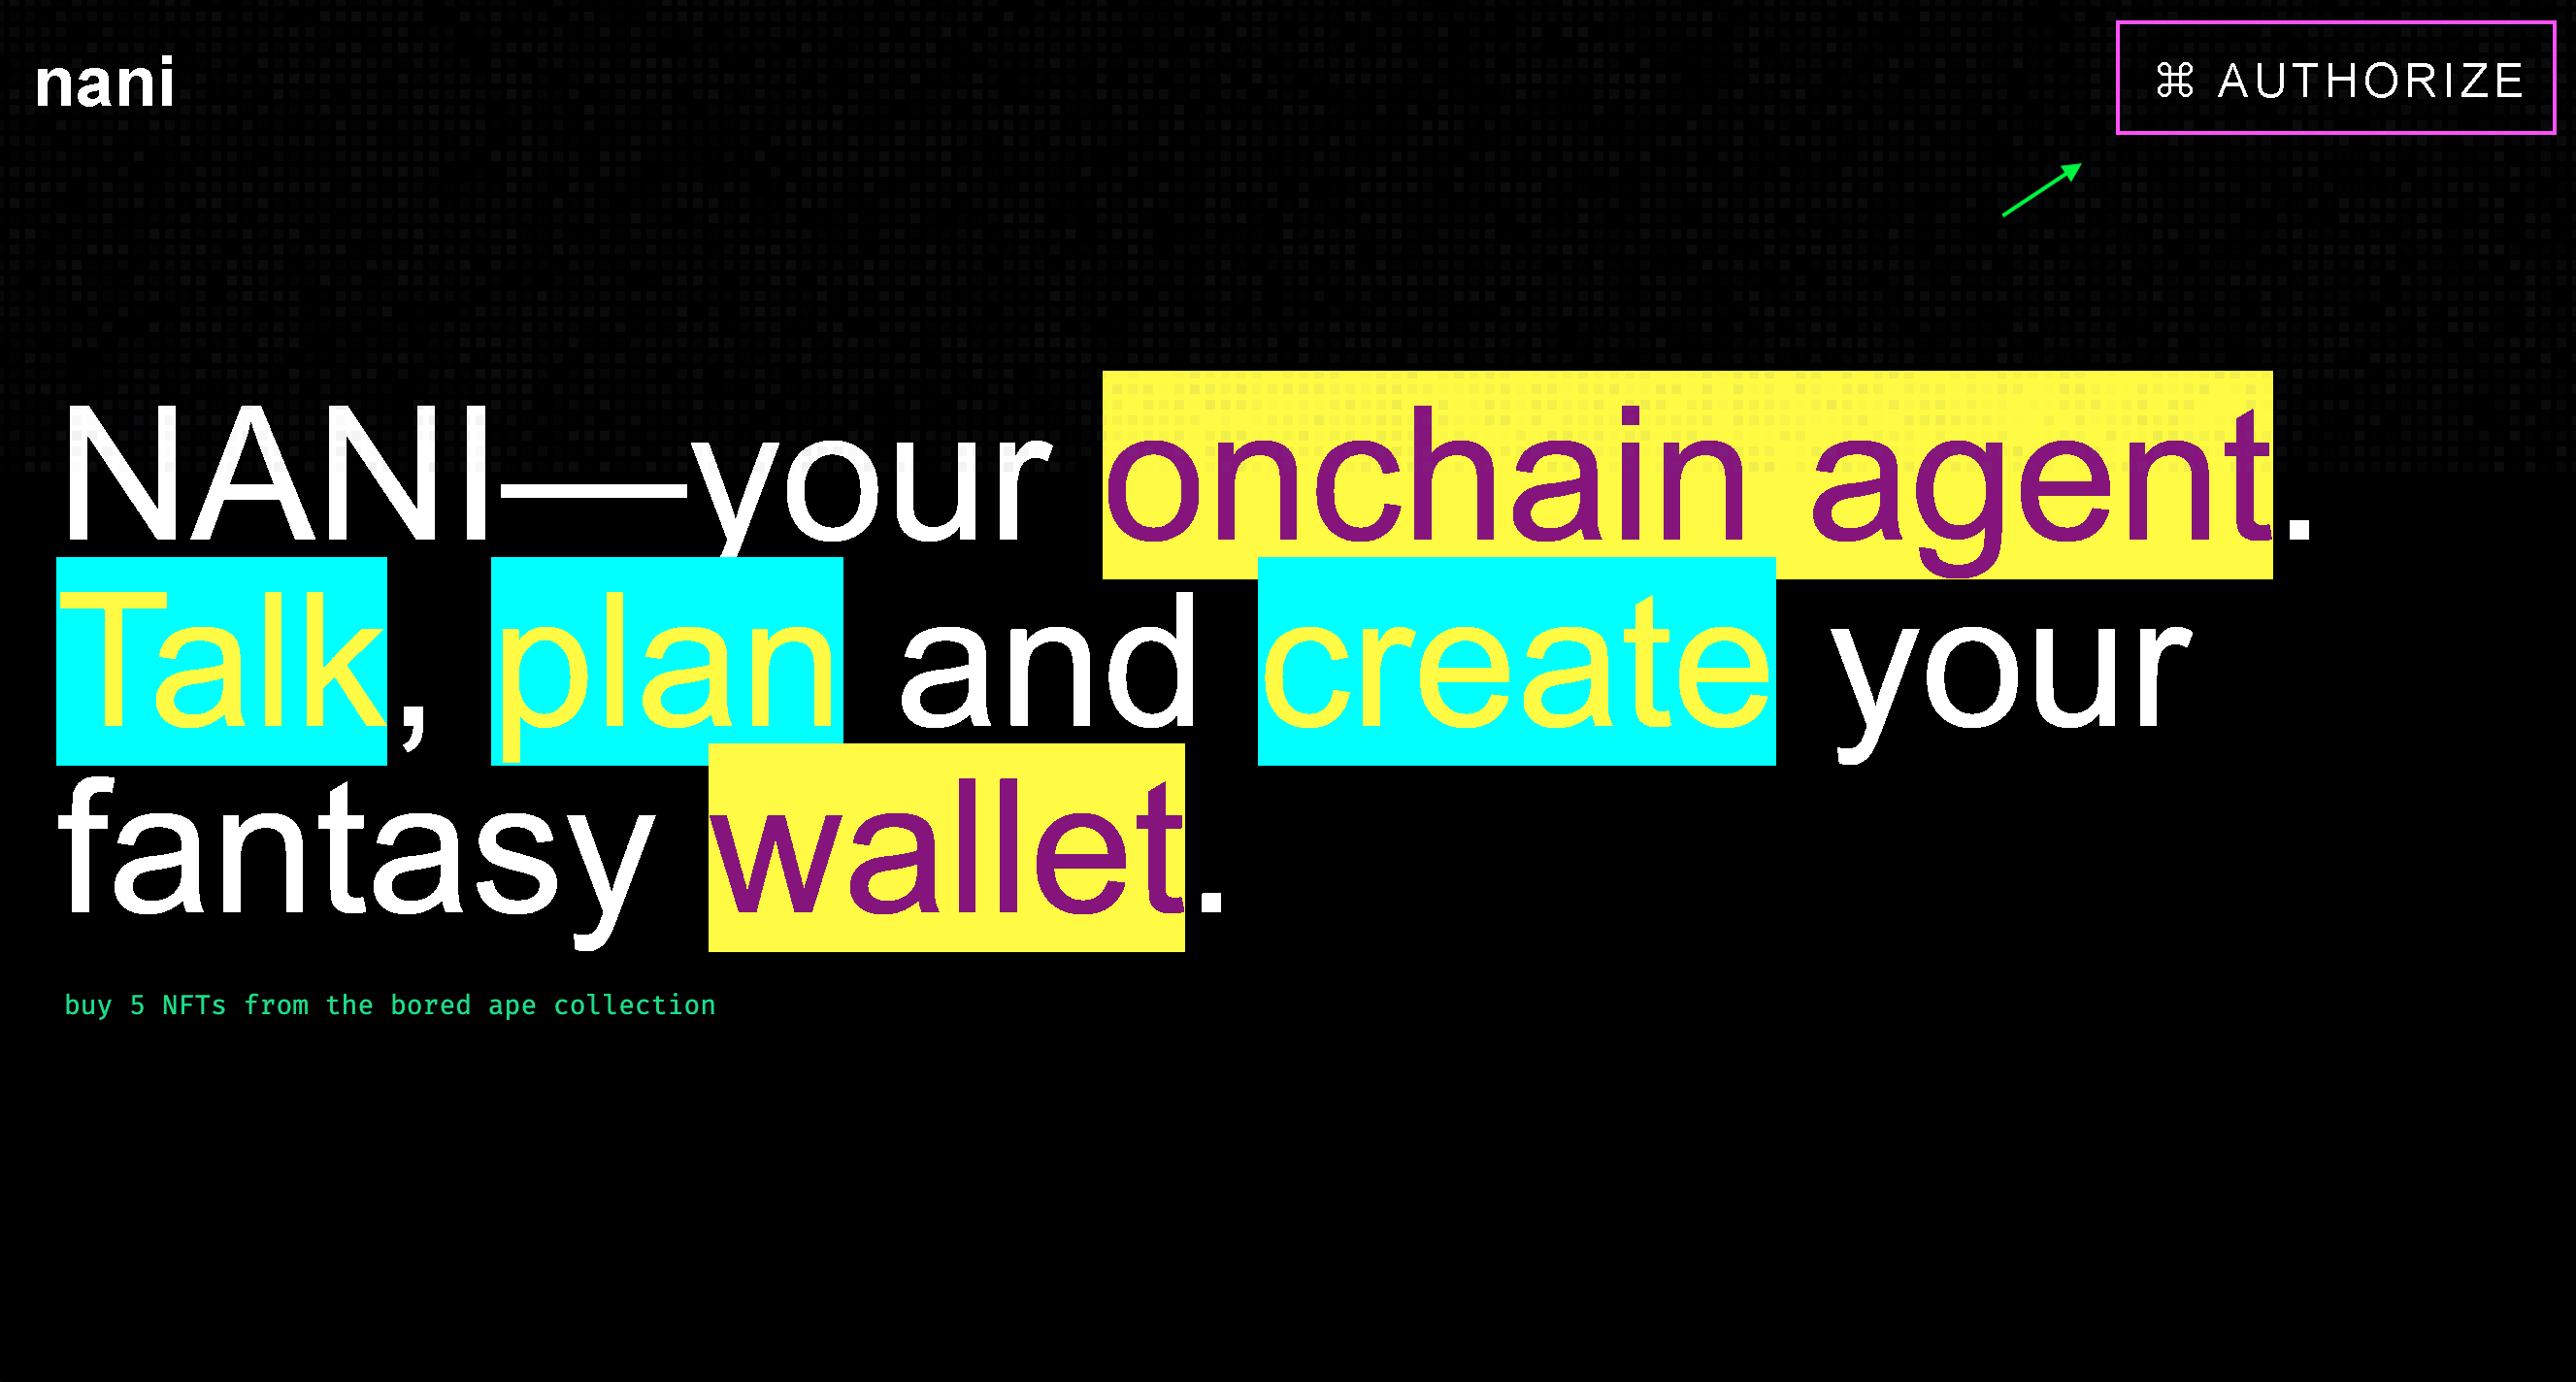 nani
⌘ AUTHORIZE
NANI—your onchain agent.
Talk, plan and create your
fantasy wallet.
buy 5 NFTs from the bored ape collection